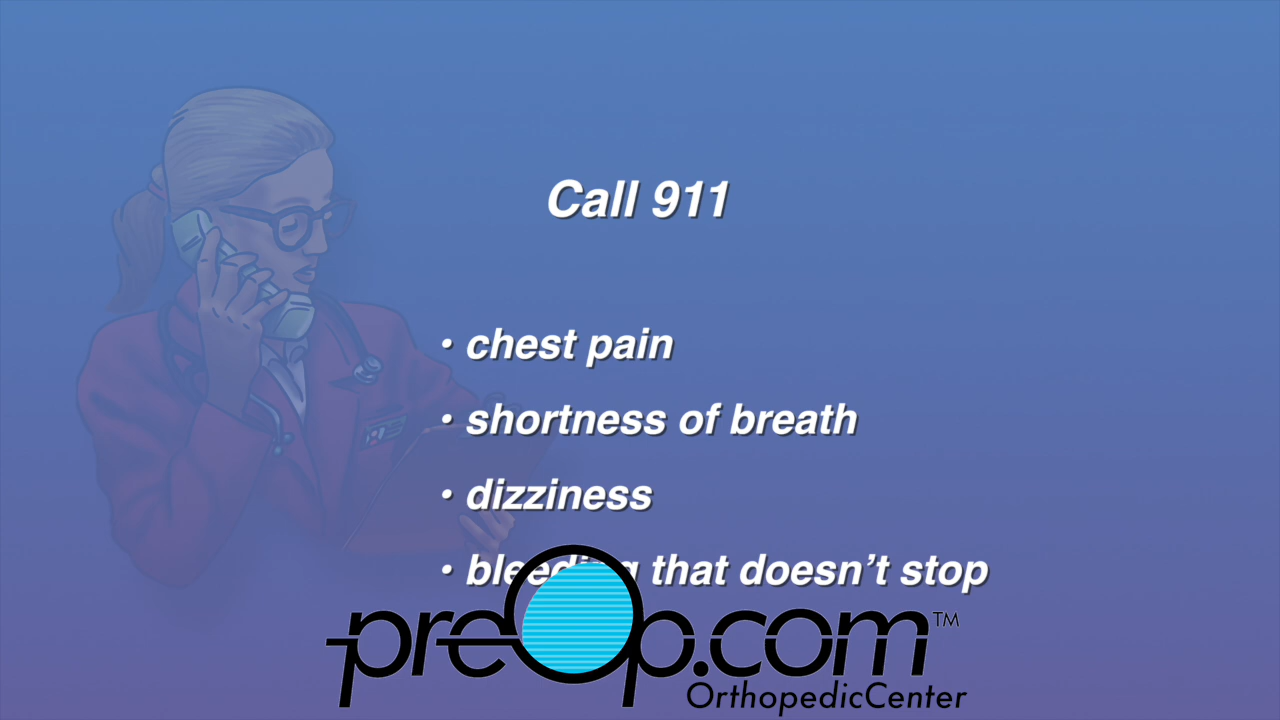 Call 911
• chest pain
• shortness of breath
• dizziness
• bleeding that doesn’t stop
preOp.com™
OrthopedicCenter